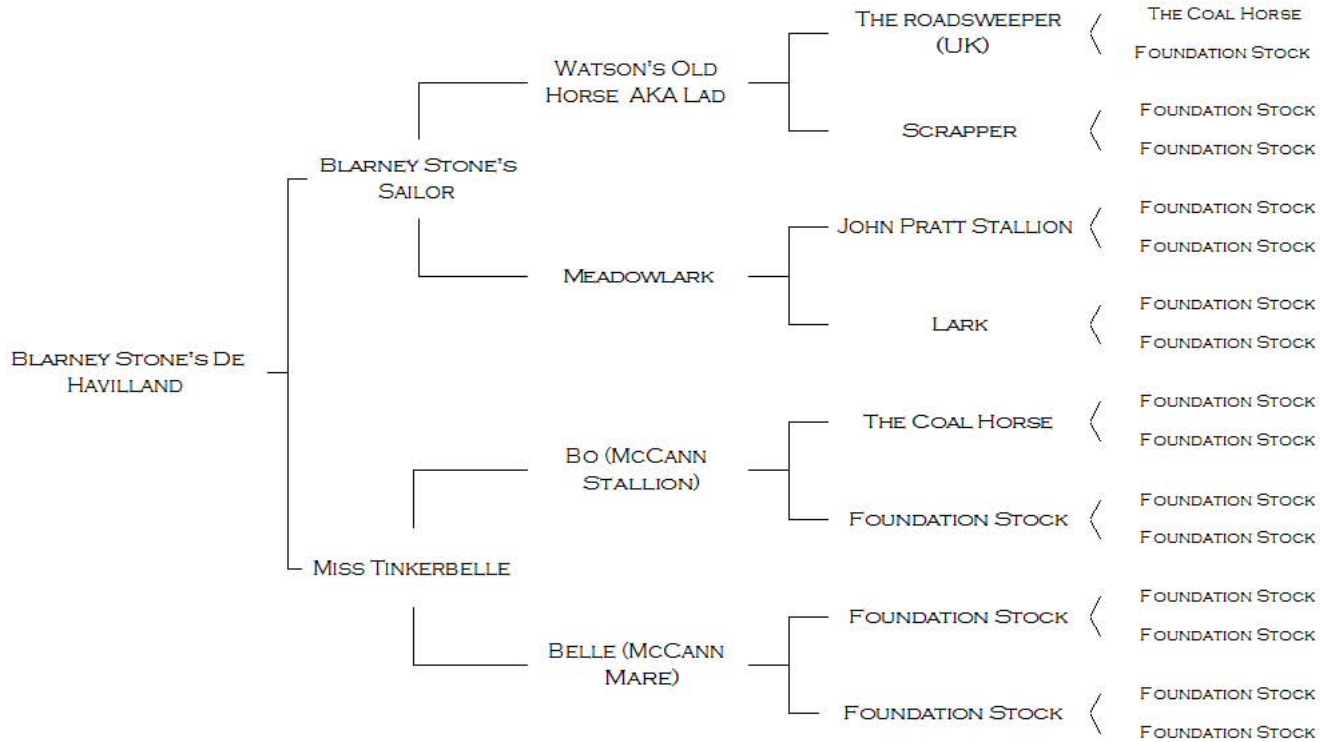 The Roadsweeper
(UK)
The Coal Horse
Foundation Stock
Watson's Old
Horse AKA Lad
Scrapper
Foundation Stock
Foundation Stock
Blarney Stone's
Sailor
John Pratt Stallion
Foundation Stock
Foundation Stock
Meadowlark
Lark
Foundation Stock
Foundation Stock
Blarney Stone's De
Havilland
The Coal Horse
Foundation Stock
Foundation Stock
Bo (McCann
Stallion)
Foundation Stock
Foundation Stock
Foundation Stock
Miss Tinkerbelle
Foundation Stock
Foundation Stock
Foundation Stock
Belle (McCann
Mare)
Foundation Stock
Foundation Stock
Foundation Stock